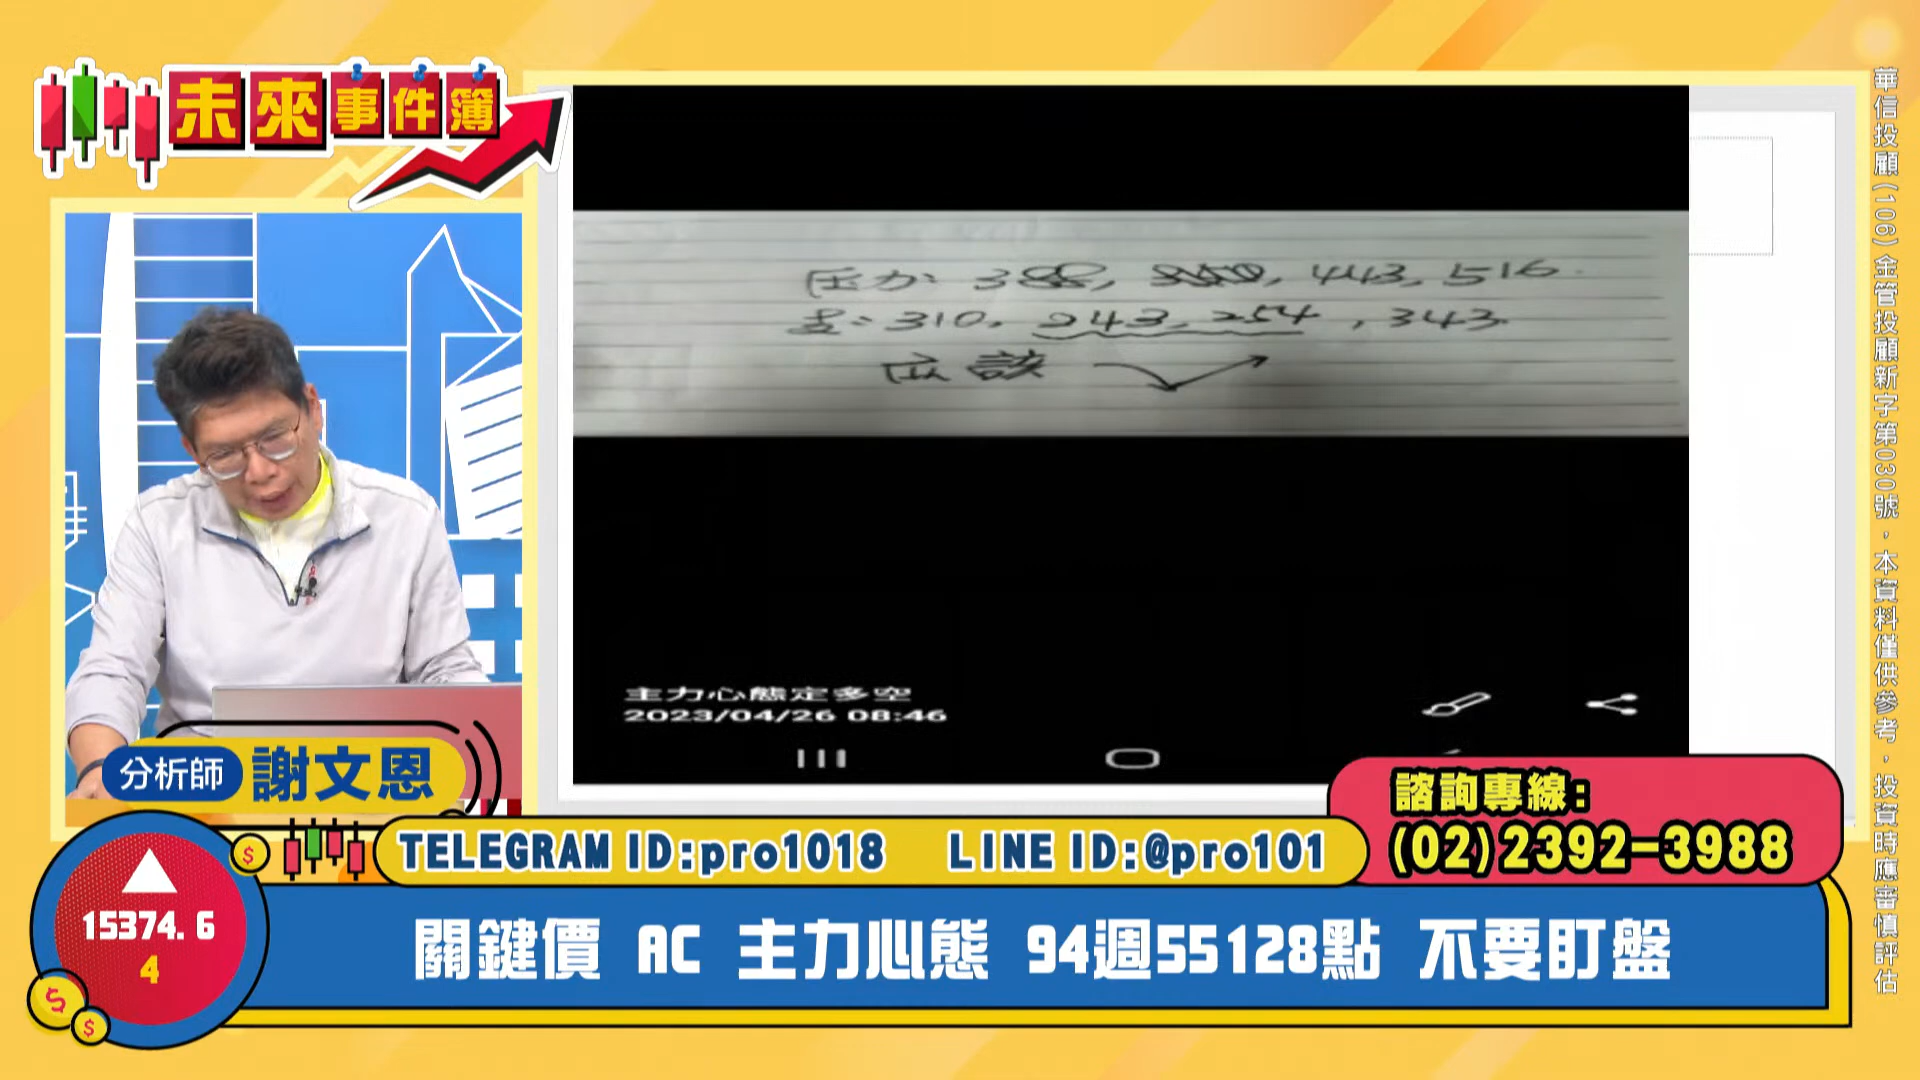 未來事件簿
壓力：388, 350, 443, 516
支：310, 243, 254, 343
應該
主力心態定多空
2023/04/26 08:46
分析師 謝文恩
諮詢專線:
(02)2392-3988
TELEGRAM ID:pro1018 LINE ID:@pro101
15374.6
4
關鍵價 AC 主力心態 94週55128點 不要盯盤
華信投顧(106)金管投顧新字第030號，本資料僅供參考，投資時應審慎評估